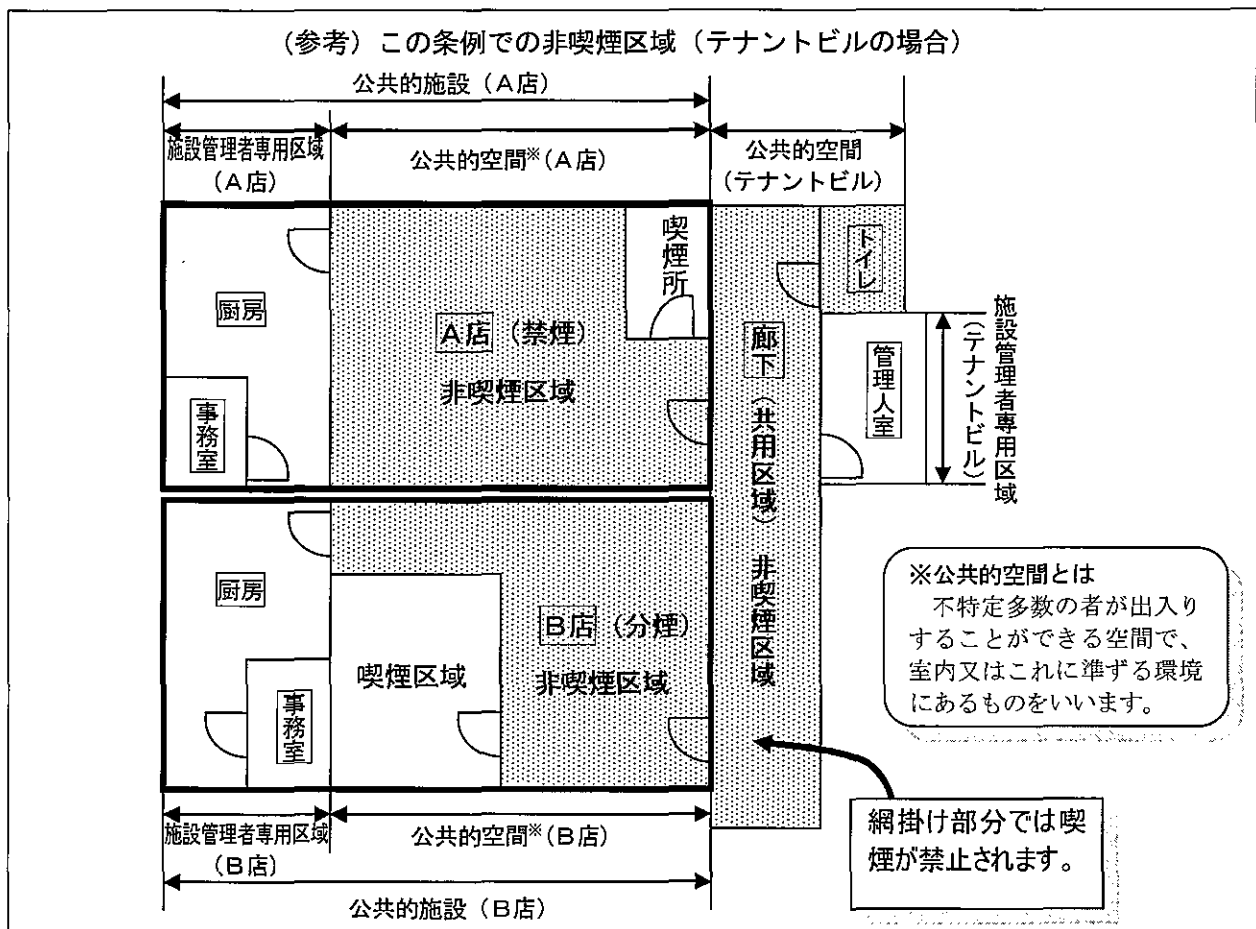 (参考) この条例での非喫煙区域 (テナントビルの場合)
公共的施設 (A店)
施設管理者専用区域
(A店)
公共的空間※ (A店)
公共的空間
(テナントビル)
厨房
事務室
A店 (禁煙)
非喫煙区域
喫煙所
廊下 (共用区域) 非喫煙区域
トイレ
管理人室
施設管理者専用区域
(テナントビル)
厨房
事務室
喫煙区域
B店 (分煙)
非喫煙区域
※公共的空間とは
不特定多数の者が出入り
することができる空間で、
室内又はこれに準ずる環境
にあるものをいいます。
網掛け部分では喫
煙が禁止されます。
施設管理者専用区域
(B店)
公共的空間※ (B店)
公共的施設 (B店)